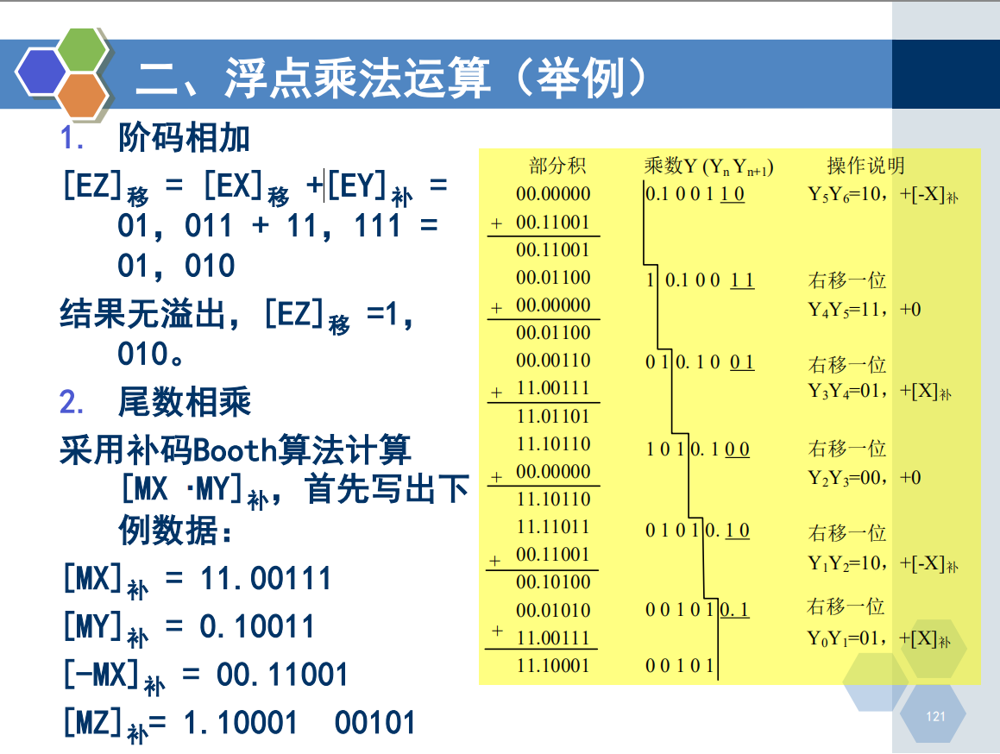 二、浮点乘法运算（举例）
1. 阶码相加
[EZ]移 = [EX]移 +[EY]补 =
01，011 + 11，111 =
01，010
结果无溢出，[EZ]移 =1，
010。
2. 尾数相乘
采用补码Booth算法计算
[MX ·MY]补，首先写出下
例数据：
[MX]补 = 11.00111
[MY]补 = 0.10011
[-MX]补 = 00.11001
[MZ]补= 1.10001 00101
部分积 乘数Y (Yn Yn+1) 操作说明
00.00000 0.1 0 0 1 1 0 Y5Y6=10，+[-X]补
+ 00.11001
00.11001
00.01100 1 0.1 0 0 1 1 右移一位
+ 00.00000 Y4Y5=11，+0
00.01100
00.00110 0 1 0. 1 0 0 1 右移一位
+ 11.00111 Y3Y4=01，+[X]补
11.01101
11.10110 1 0 1 0. 1 0 0 右移一位
+ 00.00000 Y2Y3=00，+0
11.10110
11.11011 0 1 0 1 0. 1 0 右移一位
+ 00.11001 Y1Y2=10，+[-X]补
00.10100
00.01010 0 0 1 0 1 0. 1 右移一位
+ 11.00111 Y0Y1=01，+[X]补
11.10001 0 0 1 0 1
121